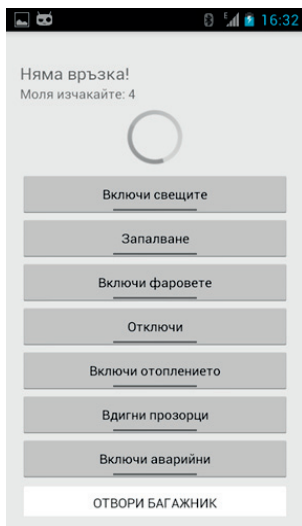 16:32
Няма връзка!
Моля изчакайте: 4
Включи свещите
Запалване
Включи фаровете
Отключи
Включи отоплението
Вдигни прозорци
Включи аварийни
ОТВОРИ БАГАЖНИК